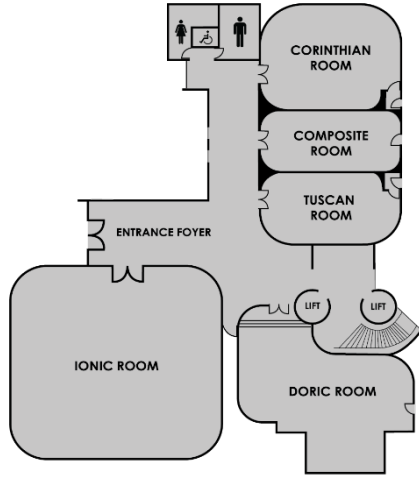 CORINTHIAN
ROOM
COMPOSITE
ROOM
TUSCAN
ROOM
ENTRANCE FOYER
LIFT
LIFT
IONIC ROOM
DORIC ROOM